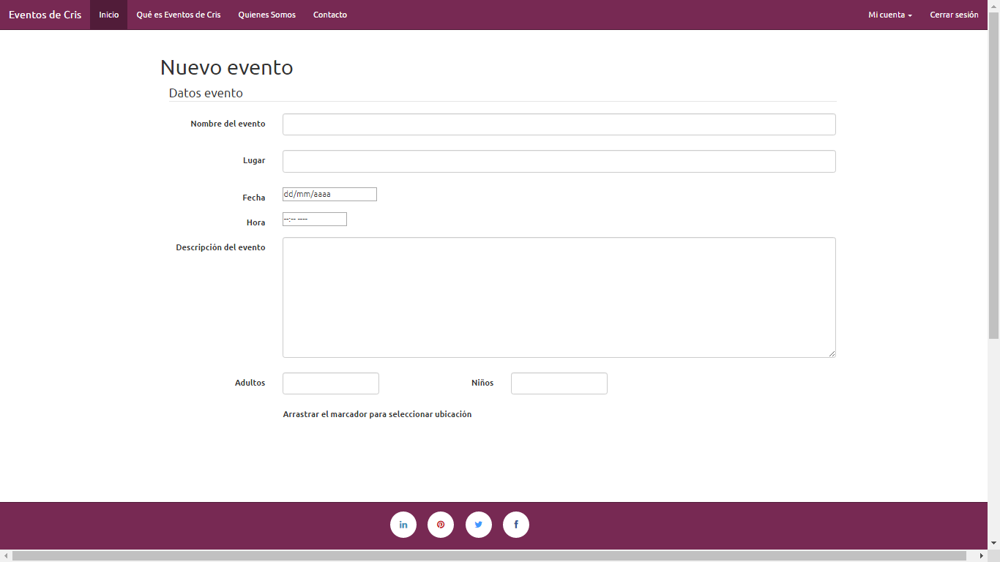 Eventos de Cris Inicio Qué es Eventos de Cris Quienes Somos Contacto Mi cuenta Cerrar sesión
Nuevo evento
Datos evento
Nombre del evento
Lugar
Fecha dd/mm/aaaa
Hora --:-- ----
Descripción del evento
Adultos Niños
Arrastrar el marcador para seleccionar ubicación